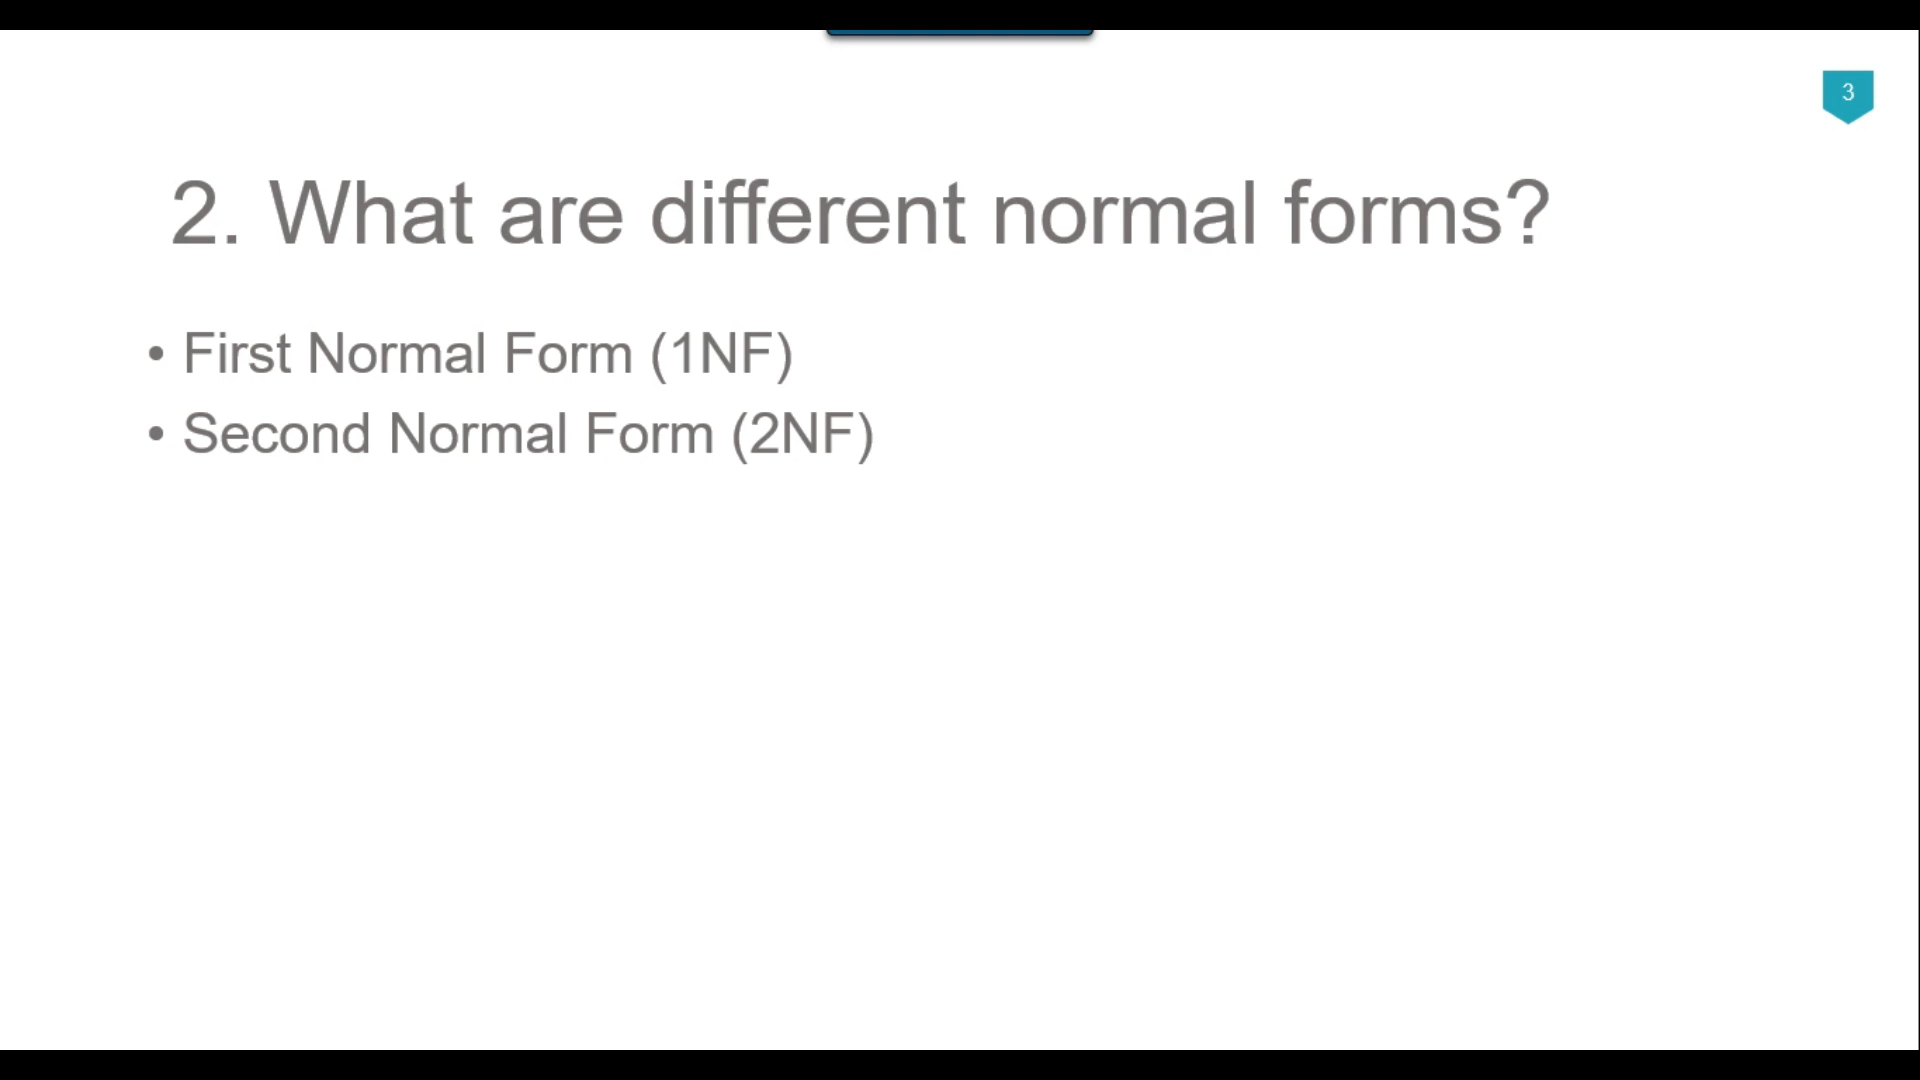 3
2. What are different normal forms?
• First Normal Form (1NF)
• Second Normal Form (2NF)